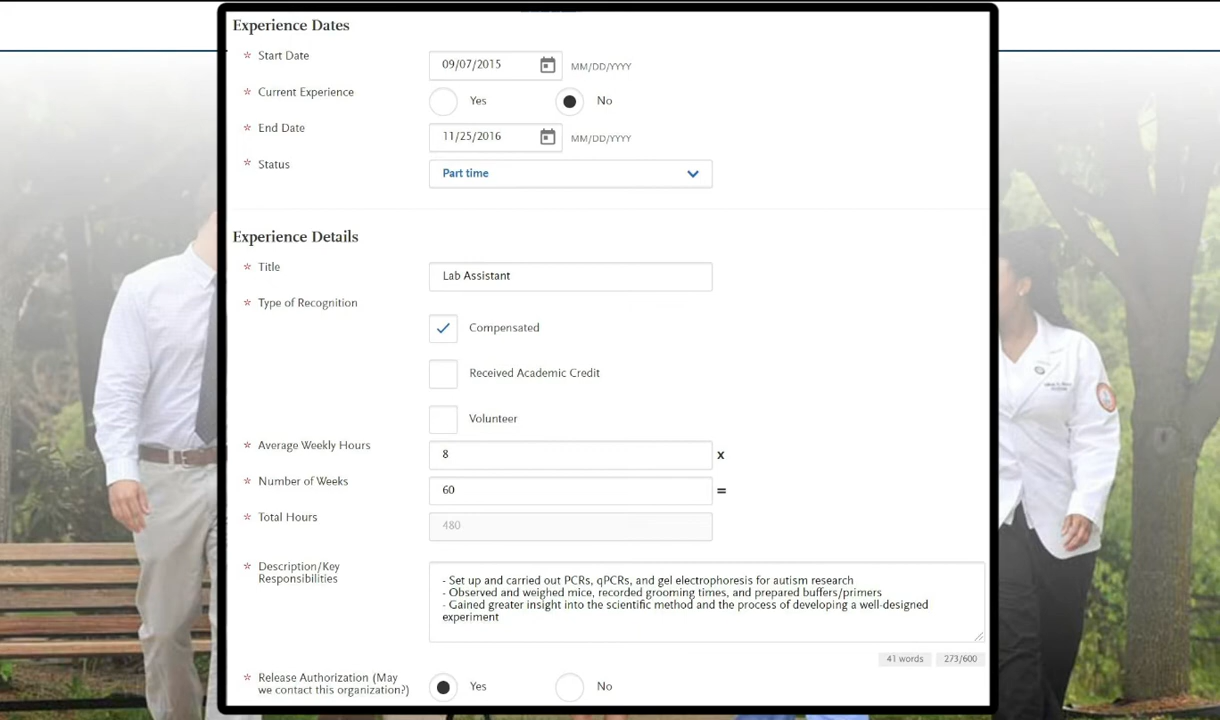 Experience Dates
* Start Date
09/07/2015 MM/DD/YYYY
* Current Experience
Yes No
* End Date
11/25/2016 MM/DD/YYYY
* Status
Part time
Experience Details
* Title
Lab Assistant
* Type of Recognition
Compensated
Received Academic Credit
Volunteer
* Average Weekly Hours
8 x
* Number of Weeks
60 =
* Total Hours
480
* Description/Key
Responsibilities
- Set up and carried out PCRs, qPCRs, and gel electrophoresis for autism research
- Observed and weighed mice, recorded grooming times, and prepared buffers/primers
- Gained greater insight into the scientific method and the process of developing a well-designed
experiment
41 words 273/600
* Release Authorization (May
we contact this organization?)
Yes No